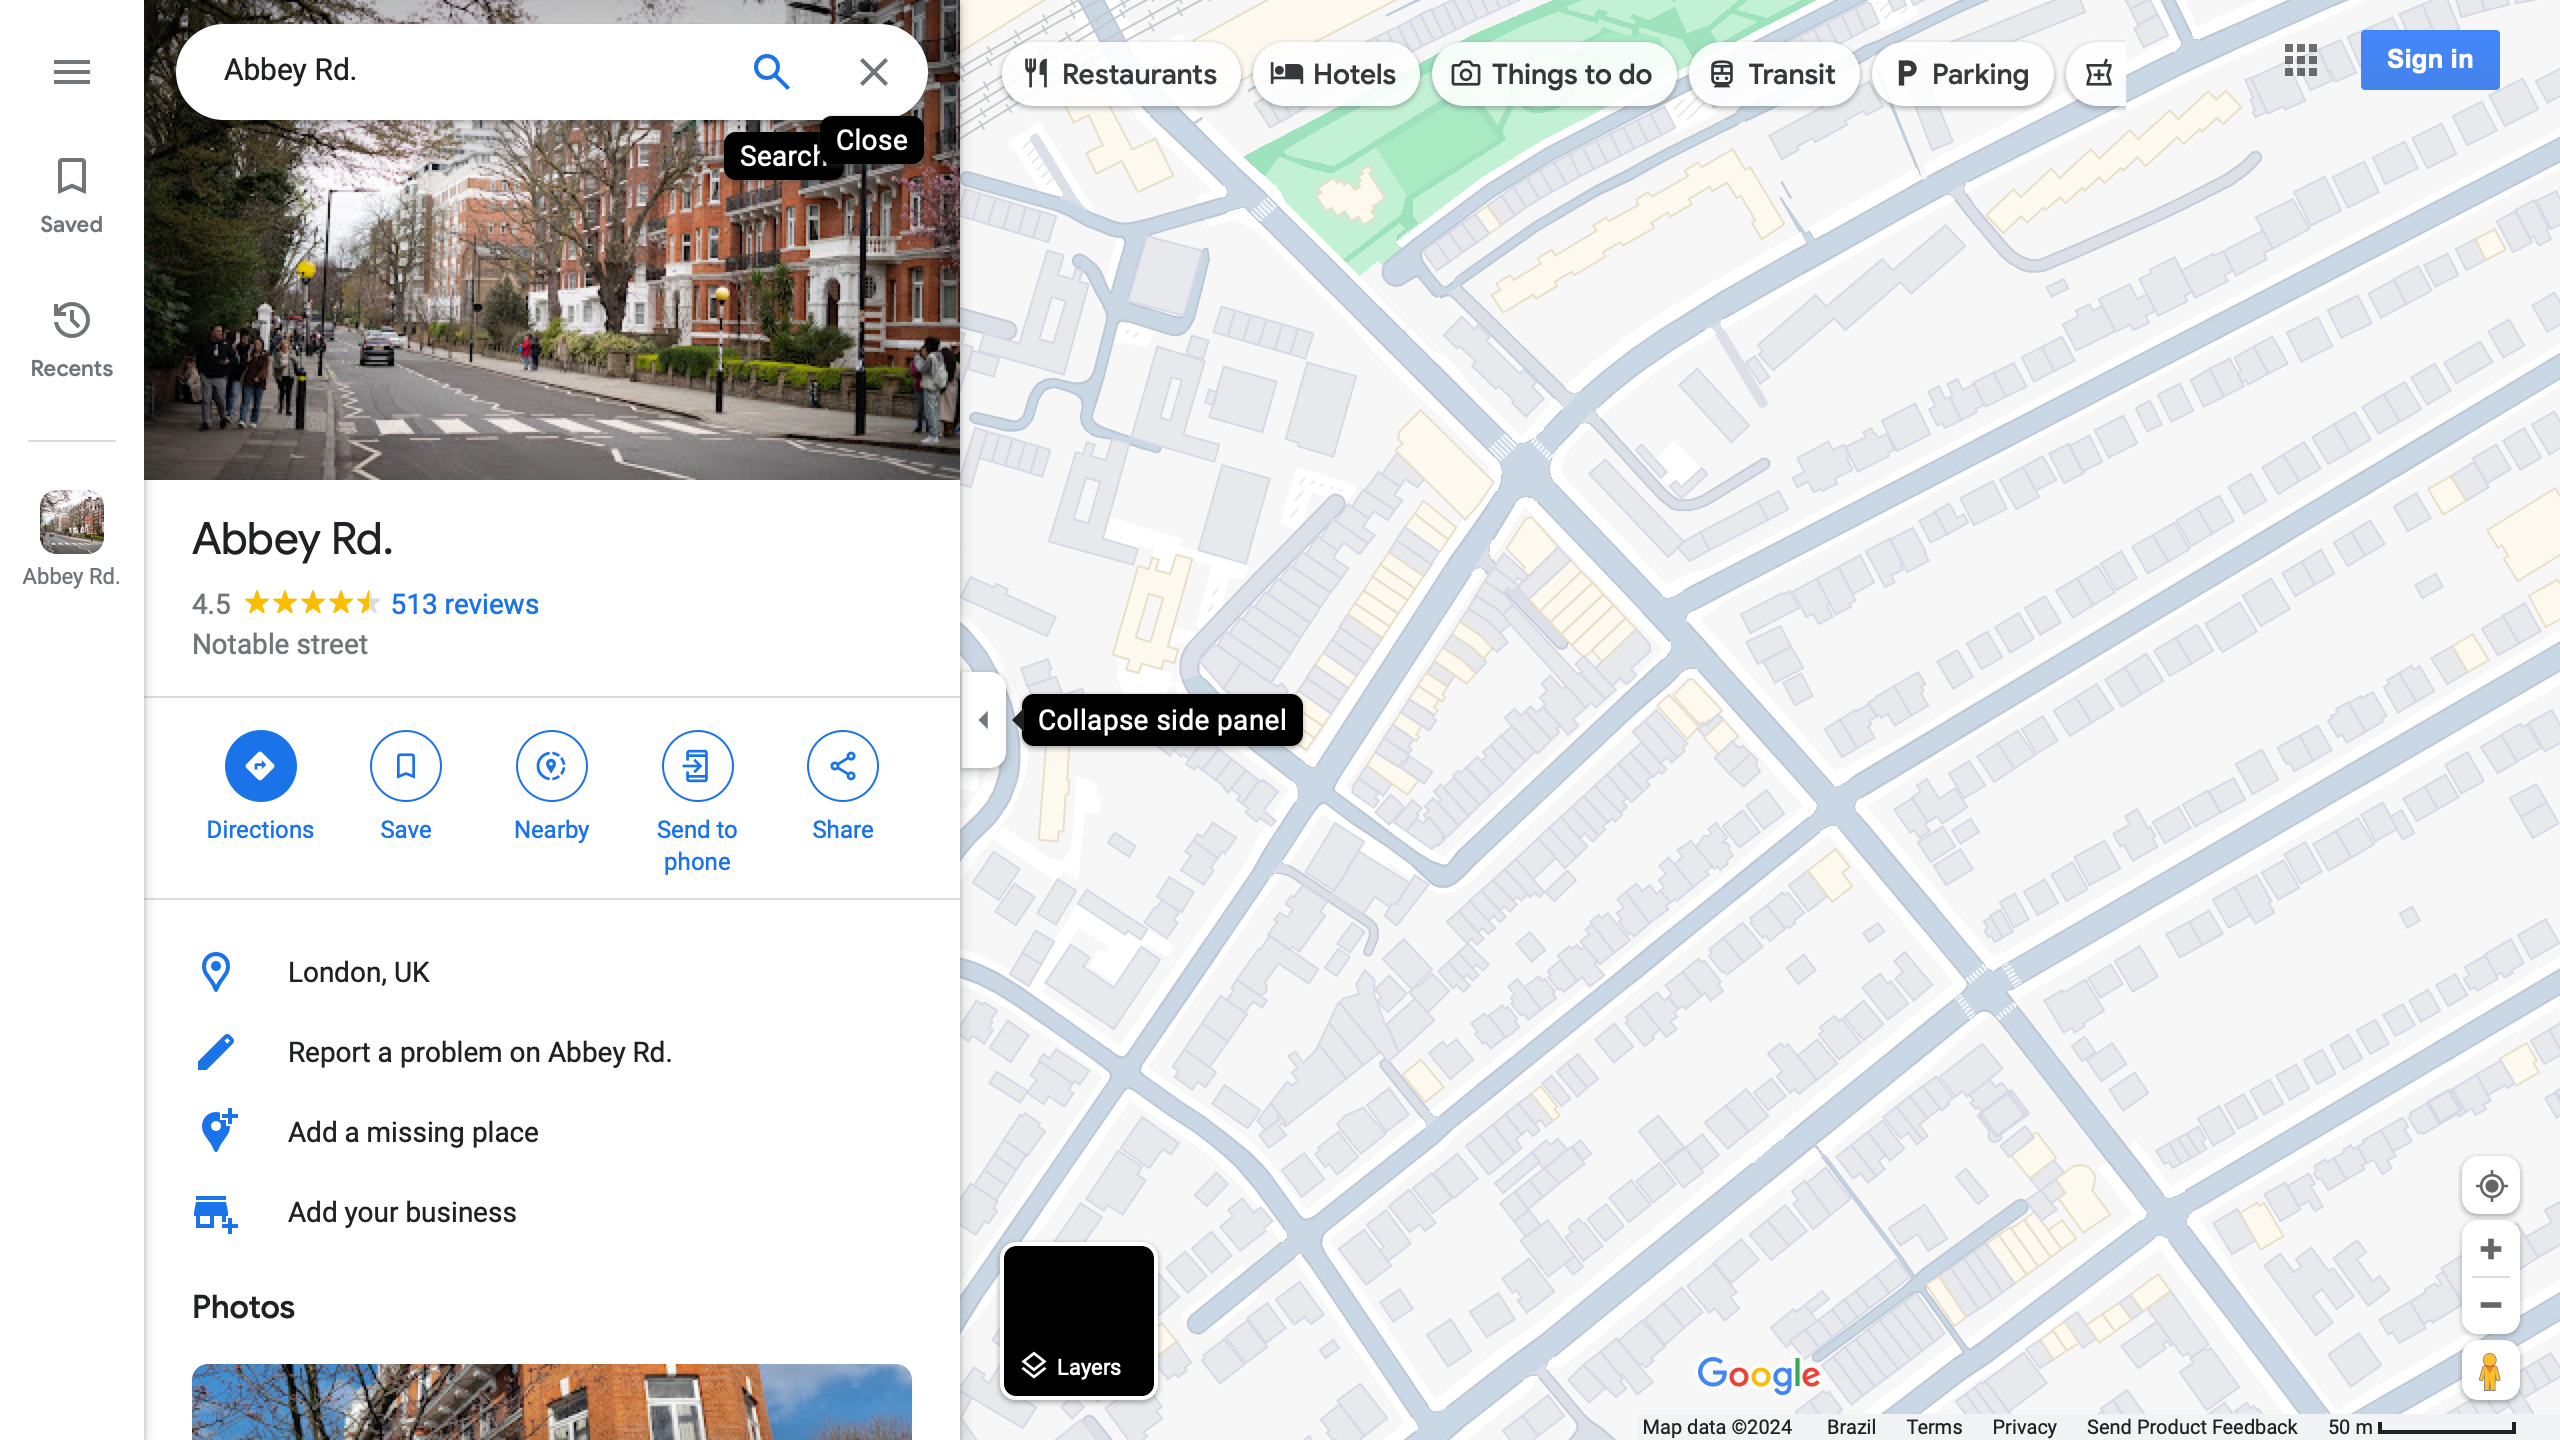 Abbey Rd.
Search
Close
Saved
Recents
Abbey Rd.
Abbey Rd.
4.5
513 reviews
Notable street
Directions
Save
Nearby
Send to
phone
Share
London, UK
Report a problem on Abbey Rd.
Add a missing place
Add your business
Photos
Restaurants
Hotels
Things to do
Transit
Parking
Sign in
Collapse side panel
Layers
Google
Map data ©2024 Brazil Terms Privacy Send Product Feedback 50 m